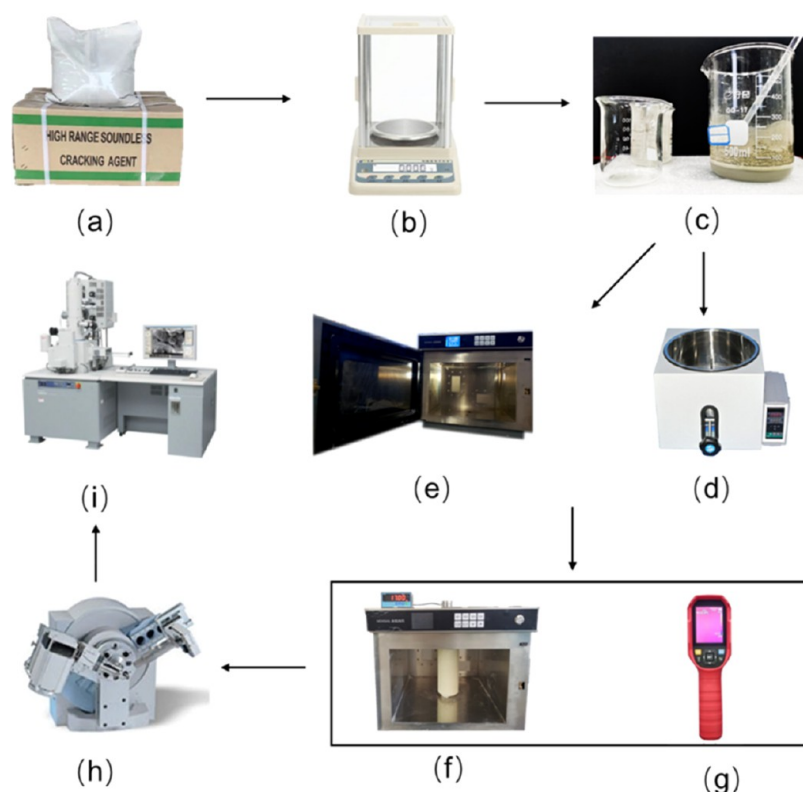 HIGH RANGE SOUNDLESS
CRACKING AGENT
(a)
(b)
(c)
(i)
(e)
(d)
(h)
(f)
(g)